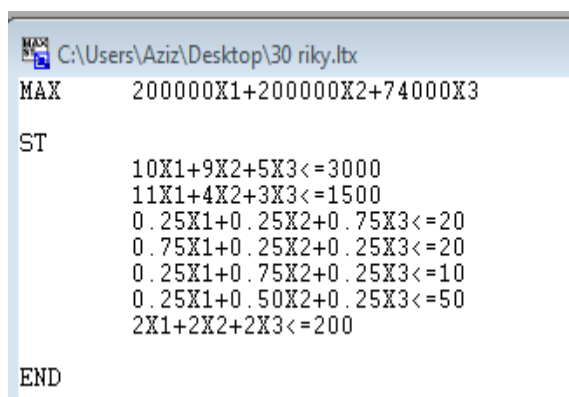 C:\Users\Aziz\Desktop\30 riky.ltx
MAX 200000X1+200000X2+74000X3
ST
10X1+9X2+5X3<=3000
11X1+4X2+3X3<=1500
0.25X1+0.25X2+0.75X3<=20
0.75X1+0.25X2+0.25X3<=20
0.25X1+0.75X2+0.25X3<=10
0.25X1+0.50X2+0.25X3<=50
2X1+2X2+2X3<=200
END